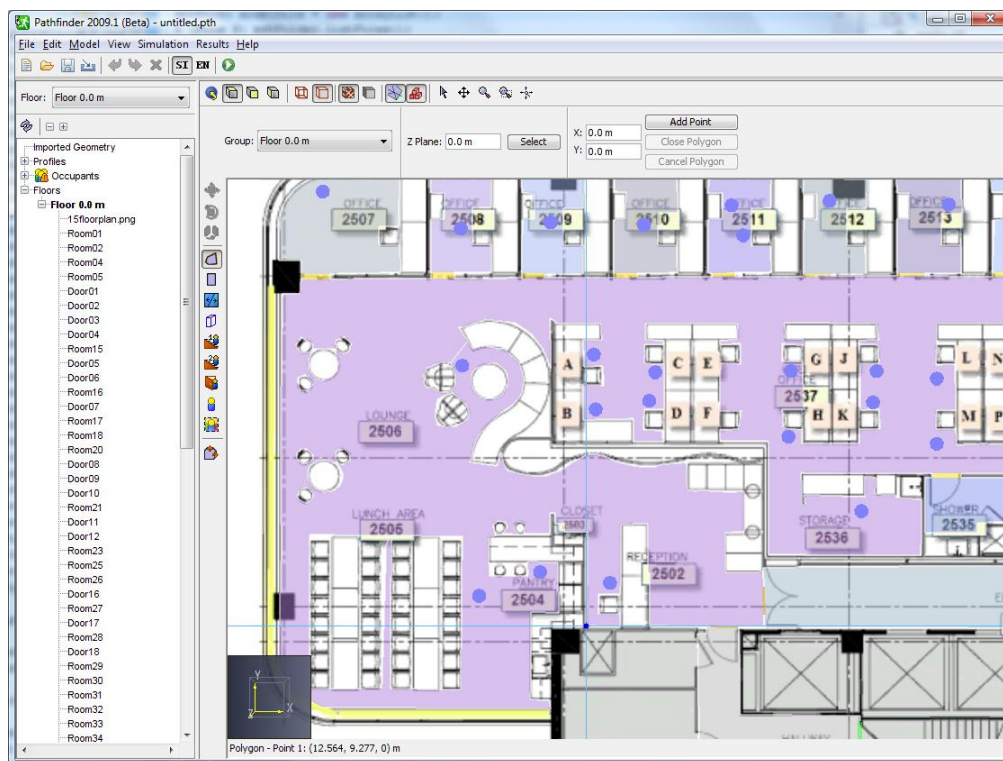 Pathfinder 2009.1 (Beta) - untitled.pth
File Edit Model View Simulation Results Help
SI EN
Floor: Floor 0.0 m
Group: Floor 0.0 m
Z Plane: 0.0 m
Select
X: 0.0 m
Y: 0.0 m
Add Point
Close Polygon
Cancel Polygon
Imported Geometry
Profiles
Occupants
Floors
Floor 0.0 m
15floorplan.png
Room01
Room02
Room04
Room05
Door01
Door02
Door03
Door04
Room15
Door05
Door06
Room16
Door07
Room17
Room18
Room20
Door08
Door09
Door10
Room21
Door11
Door12
Room23
Room25
Room26
Door16
Room27
Door17
Room28
Door18
Room29
Room30
Room31
Room32
Room33
Room34
OFFICE
2507
OFFICE
2508
OFFICE
2509
OFFICE
2510
OFFICE
2511
OFFICE
2512
OFFICE
2513
A C E G J L N
OFFICE
2537
B D F H K M P
LOUNGE
2506
LUNCH AREA
2505
CLOSET
2503
STORAGE
2536
SHOWER
2535
RECEPTION
2502
PANTRY
2504
HALLWAY
Y
Z X
Polygon - Point 1: (12.564, 9.277, 0) m